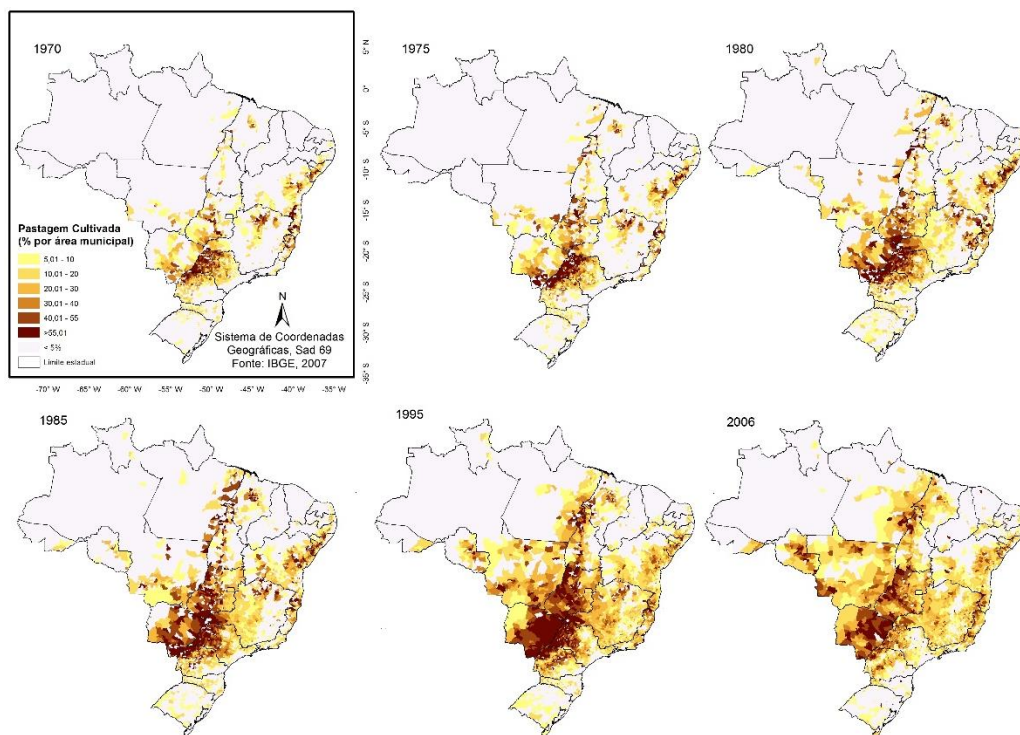 1970
1975
1980
5° N
0°
-5° S
-10° S
-15° S
-20° S
-25° S
-30° S
-35° S
Pastagem Cultivada
(% por área municipal)
5,01 - 10
10,01 - 20
20,01 - 30
30,01 - 40
40,01 - 55
>55,01
< 5%
Límite estadual
N
Sistema de Coordenadas
Geográficas, Sad 69
Fonte: IBGE, 2007
-70° W -65° W -60° W -55° W -50° W -45° W -40° W -35° W
1985
1995
2006